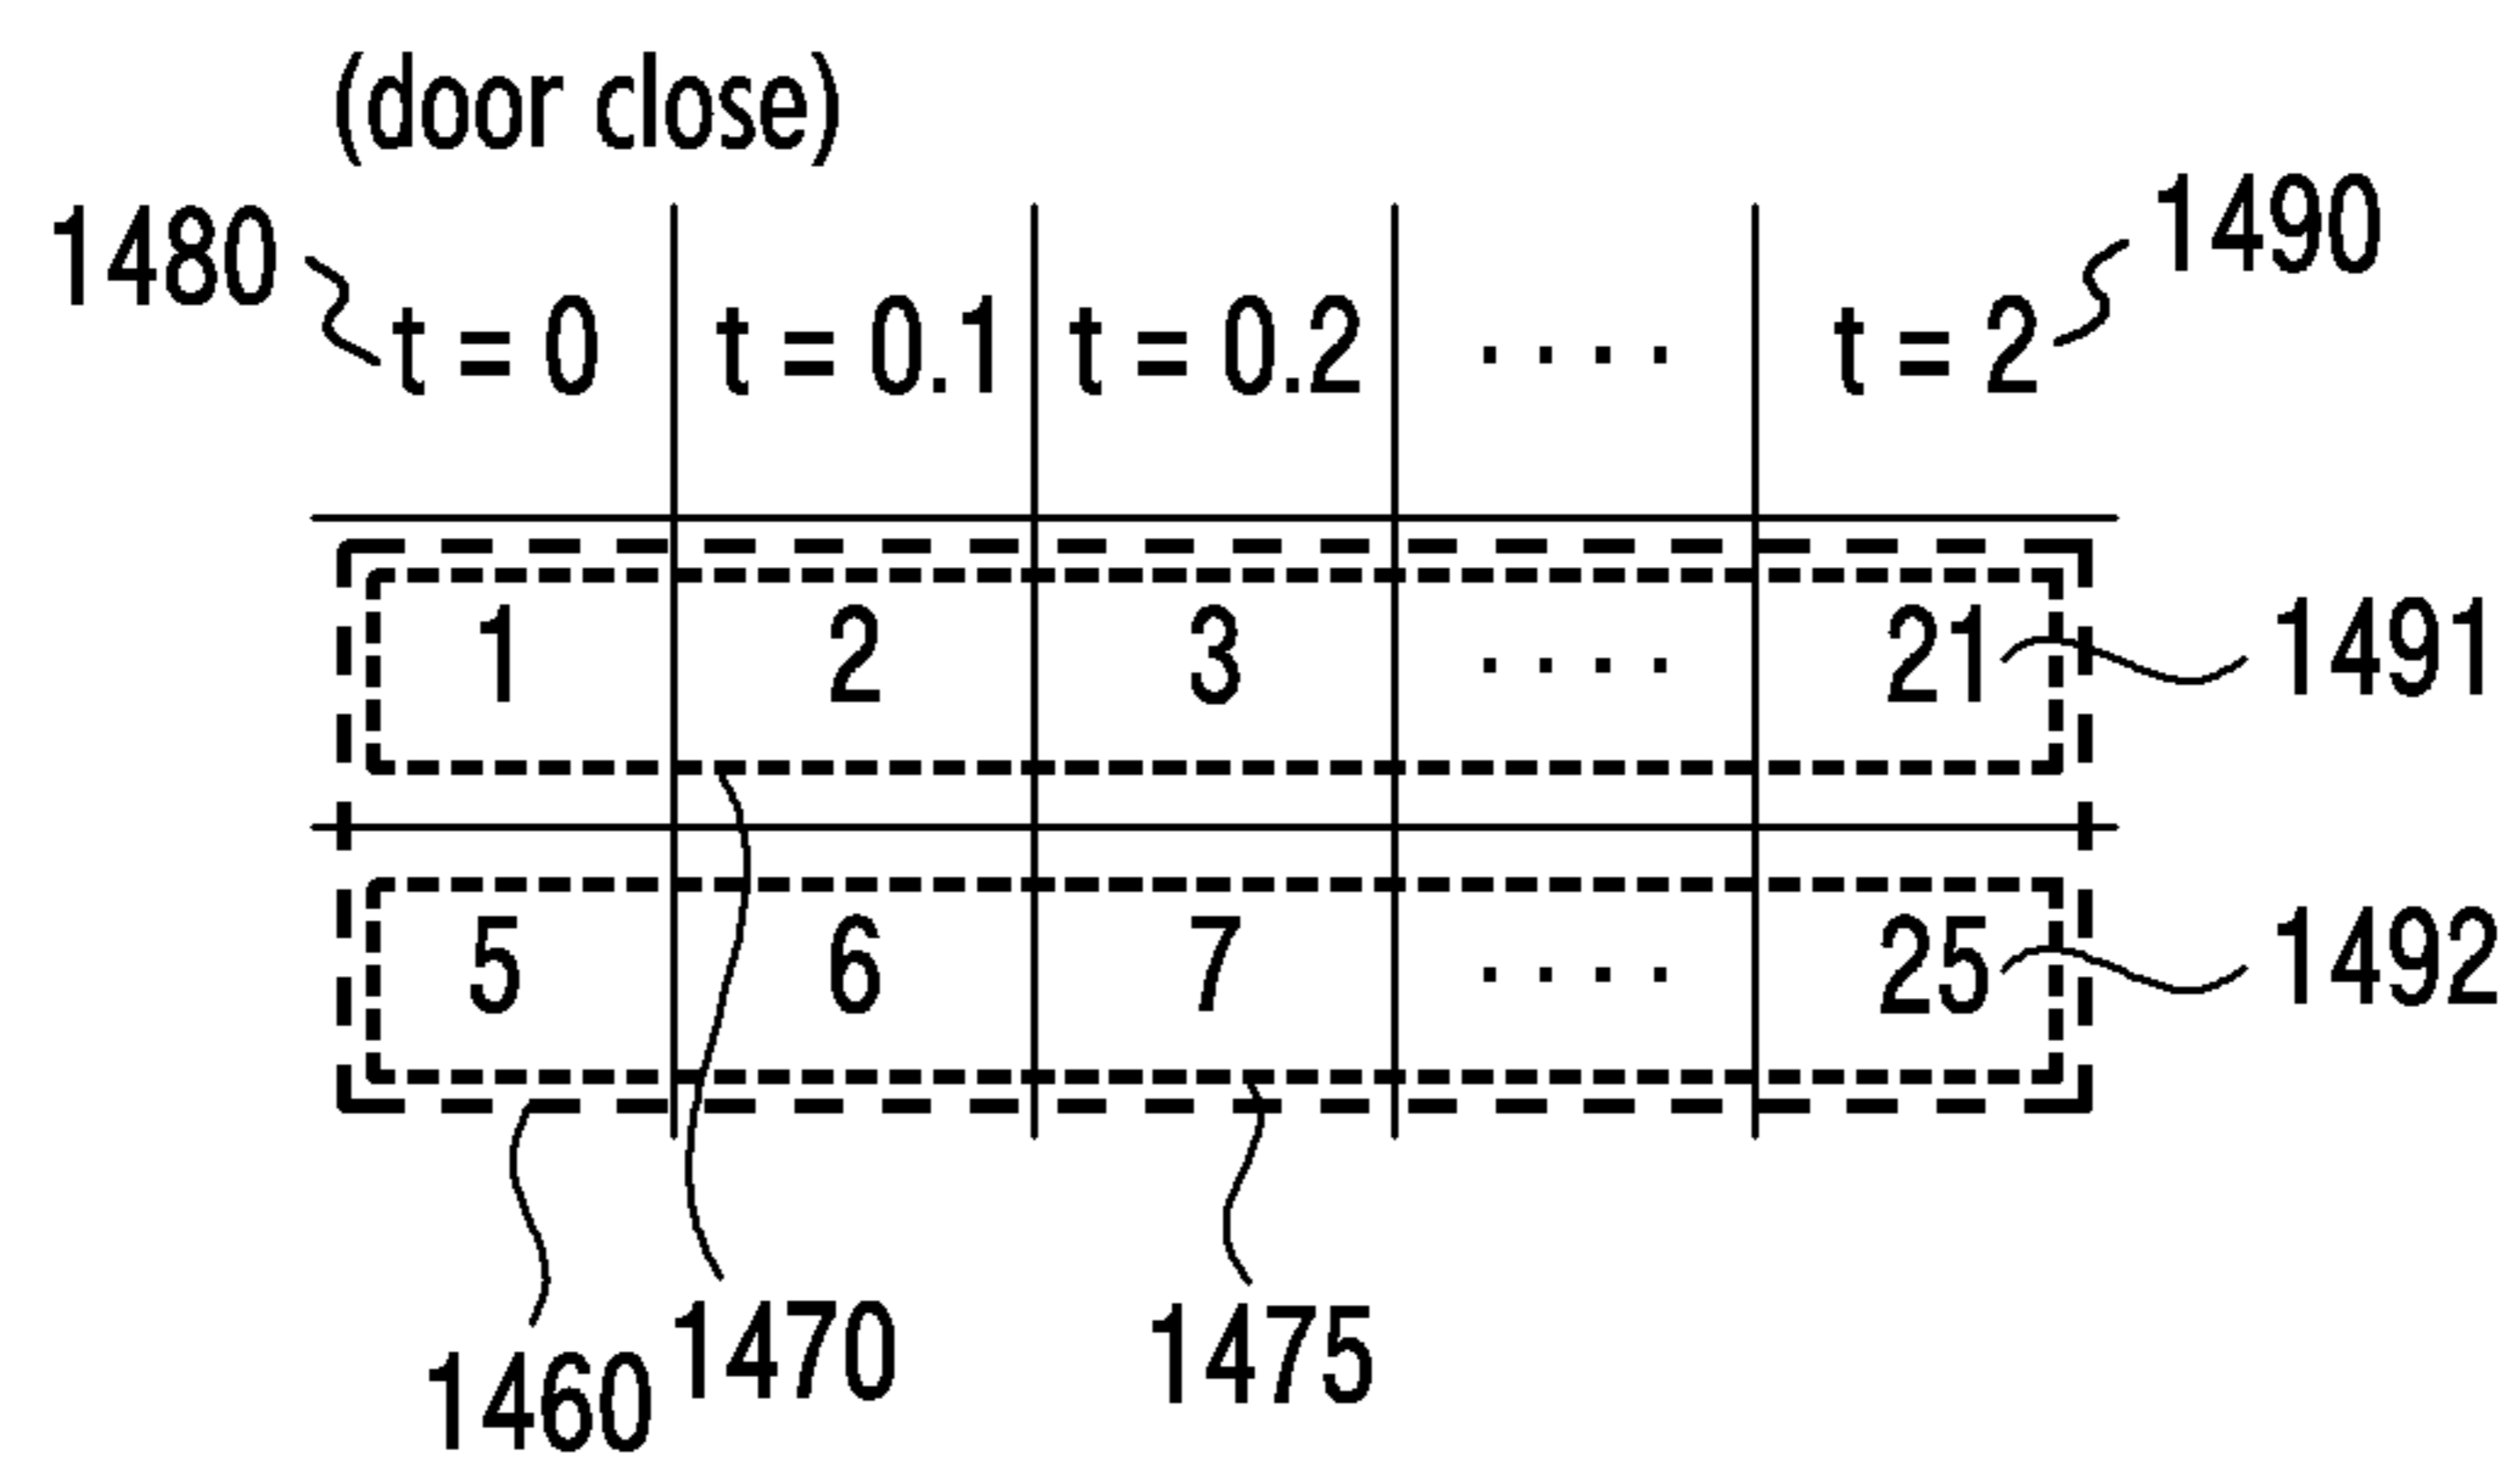 (door close)
1480 t = 0 t = 0.1 t = 0.2 .... t = 2 1490
1 2 3 .... 21 1491
5 6 7 .... 25 1492
1460 1470 1475